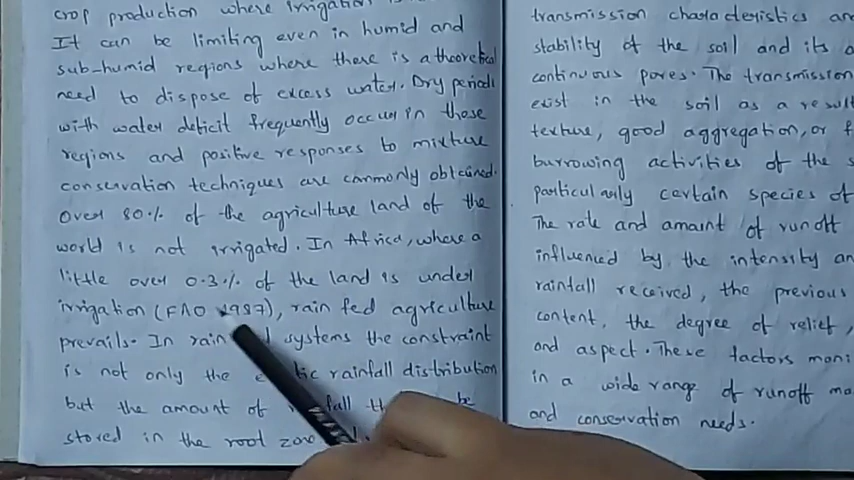 crop production where irrigation
It can be limiting even in humid and
sub-humid regions where there is a theoretical
need to dispose of excess water. Dry periods
with water deficit frequently occur in these
regions and positive responses to mixture
conservation techniques are canmonly obtained.
Over 80% of the agriculture land of the
world is not irrigated. In Africa, where a
little over 0.3% of the land is under
irrigation (FAO 1987), rain fed agriculture
prevails. In rain systems the constraint
is not only the rainfall distribution
but the amount of be
stored in the root zone
transmission characteristics
stability of the soil and its
continuous pores. The transmission
exist in the soil as a result
texture, good aggregation, or
burrowing activities of the
particularly certain species of
The rate and amount of runoff
influenced by the intensity
rainfall received, the previous
content, the degree of relief,
and aspect. These factors
in a wide range of runoff
and conservation needs.